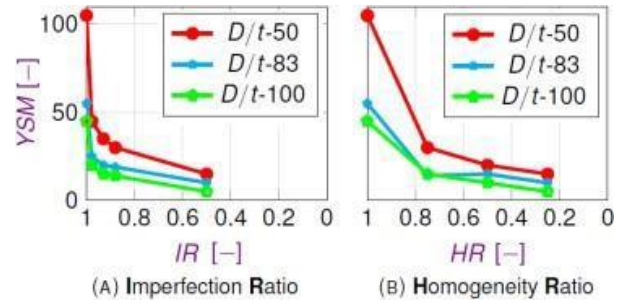 YSM [–]
100
50
0
D/t-50
D/t-83
D/t-100
1 0.8 0.6 0.4 0.2 0
IR [–]
(A) Imperfection Ratio
D/t-50
D/t-83
D/t-100
1 0.8 0.6 0.4 0.2 0
HR [–]
(B) Homogeneity Ratio